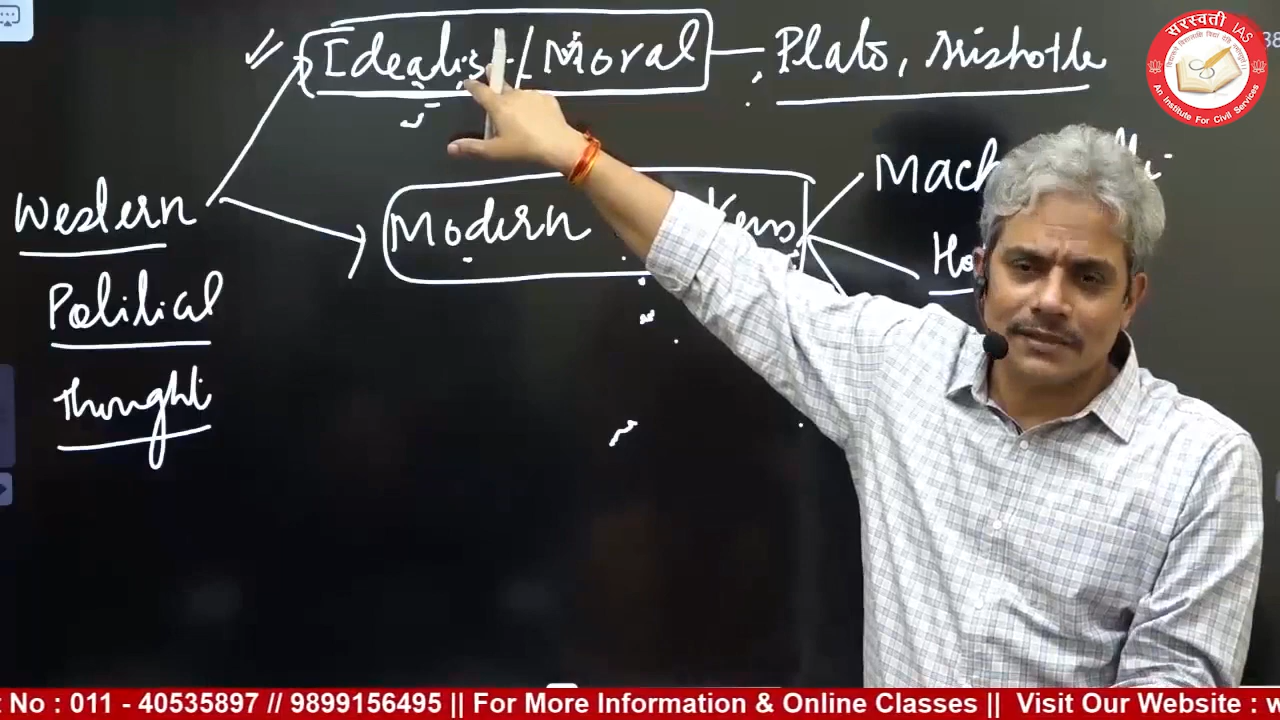 Idealist/Moral — Plato, Aristotle
Western
Political
Thought
Modern
सरस्वती IAS
An Institute For Civil Services
No : 011 - 40535897 // 9899156495 || For More Information & Online Classes || Visit Our Website :